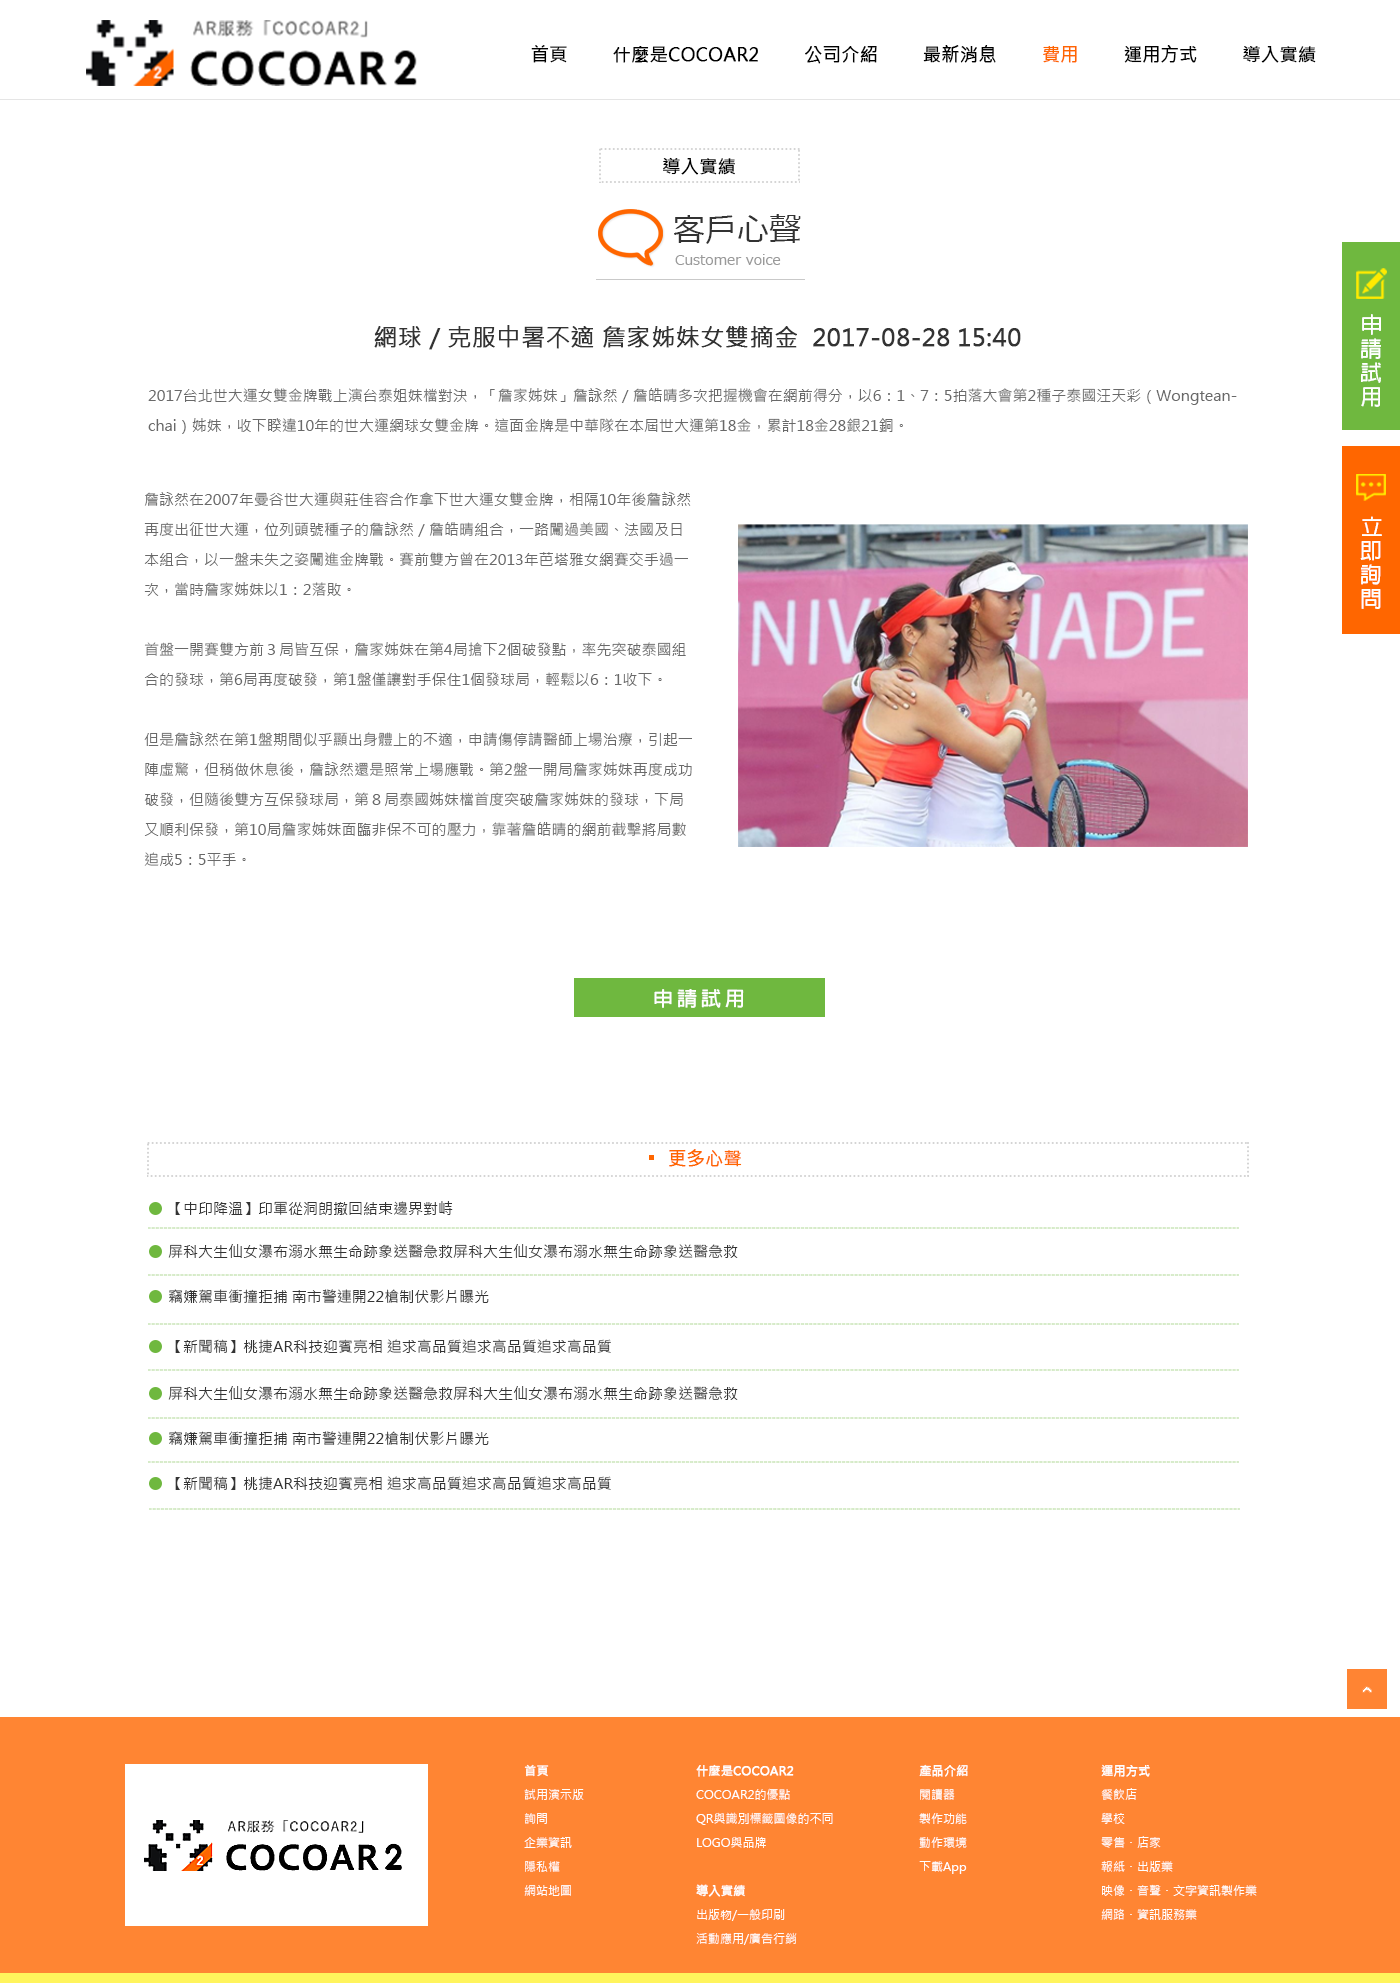 AR服務「COCOAR2」
COCOAR2
首頁 什麼是COCOAR2 公司介紹 最新消息 費用 運用方式 導入實績
導入實績
客戶心聲
Customer voice
申請試用
立即詢問
網球 / 克服中暑不適 詹家姊妹女雙摘金 2017-08-28 15:40
2017台北世大運女雙金牌戰上演台泰姐妹檔對決，「詹家姊妹」詹詠然 / 詹皓晴多次把握機會在網前得分，以6：1、7：5拍落大會第2種子泰國汪天彩（Wongtean-
chai）姊妹，收下睽違10年的世大運網球女雙金牌。這面金牌是中華隊在本屆世大運第18金，累計18金28銀21銅。
詹詠然在2007年曼谷世大運與莊佳容合作拿下世大運女雙金牌，相隔10年後詹詠然
再度出征世大運，位列頭號種子的詹詠然 / 詹皓晴組合，一路闖過美國、法國及日
本組合，以一盤未失之姿闖進金牌戰。賽前雙方曾在2013年芭塔雅女網賽交手過一
次，當時詹家姊妹以1：2落敗。
首盤一開賽雙方前３局皆互保，詹家姊妹在第4局搶下2個破發點，率先突破泰國組
合的發球，第6局再度破發，第1盤僅讓對手保住1個發球局，輕鬆以6：1收下。
但是詹詠然在第1盤期間似乎顯出身體上的不適，申請傷停請醫師上場治療，引起一
陣虛驚，但稍做休息後，詹詠然還是照常上場應戰。第2盤一開局詹家姊妹再度成功
破發，但隨後雙方互保發球局，第８局泰國姊妹檔首度突破詹家姊妹的發球，下局
又順利保發，第10局詹家姊妹面臨非保不可的壓力，靠著詹皓晴的網前截擊將局數
追成5：5平手。
NIV IADE
申請試用
更多心聲
【中印降溫】印軍從洞朗撤回結束邊界對峙
屏科大生仙女瀑布溺水無生命跡象送醫急救屏科大生仙女瀑布溺水無生命跡象送醫急救
竊嫌駕車衝撞拒捕 南市警連開22槍制伏影片曝光
【新聞稿】桃捷AR科技迎賓亮相 追求高品質追求高品質追求高品質
屏科大生仙女瀑布溺水無生命跡象送醫急救屏科大生仙女瀑布溺水無生命跡象送醫急救
竊嫌駕車衝撞拒捕 南市警連開22槍制伏影片曝光
【新聞稿】桃捷AR科技迎賓亮相 追求高品質追求高品質追求高品質
AR服務「COCOAR2」
COCOAR2
首頁
試用演示版
詢問
企業資訊
隱私權
網站地圖
什麼是COCOAR2
COCOAR2的優點
QR與識別標籤圖像的不同
LOGO與品牌
導入實績
出版物/一般印刷
活動應用/廣告行銷
產品介紹
閱讀器
製作功能
動作環境
下載App
運用方式
餐飲店
學校
零售．店家
報紙．出版業
映像．音聲．文字資訊製作業
網路．資訊服務業